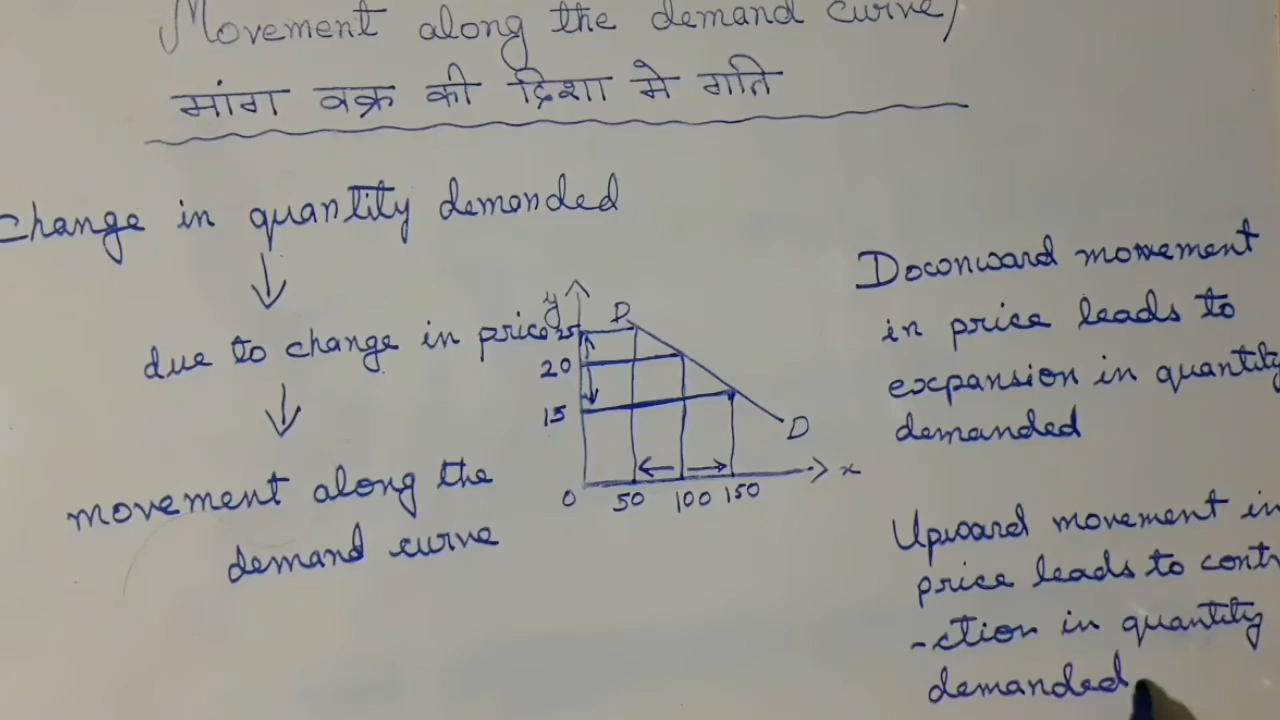 Movement along the demand curve/
मांग वक्र की दिशा मे गति
Change in quantity demanded
due to change in price
movement along the
demand curve
y
D
25
20
15
D
x
0 50 100 150
Downward movement
in price leads to
expansion in quantity
demanded
Upward movement in
price leads to contr
-ction in quantity
demanded